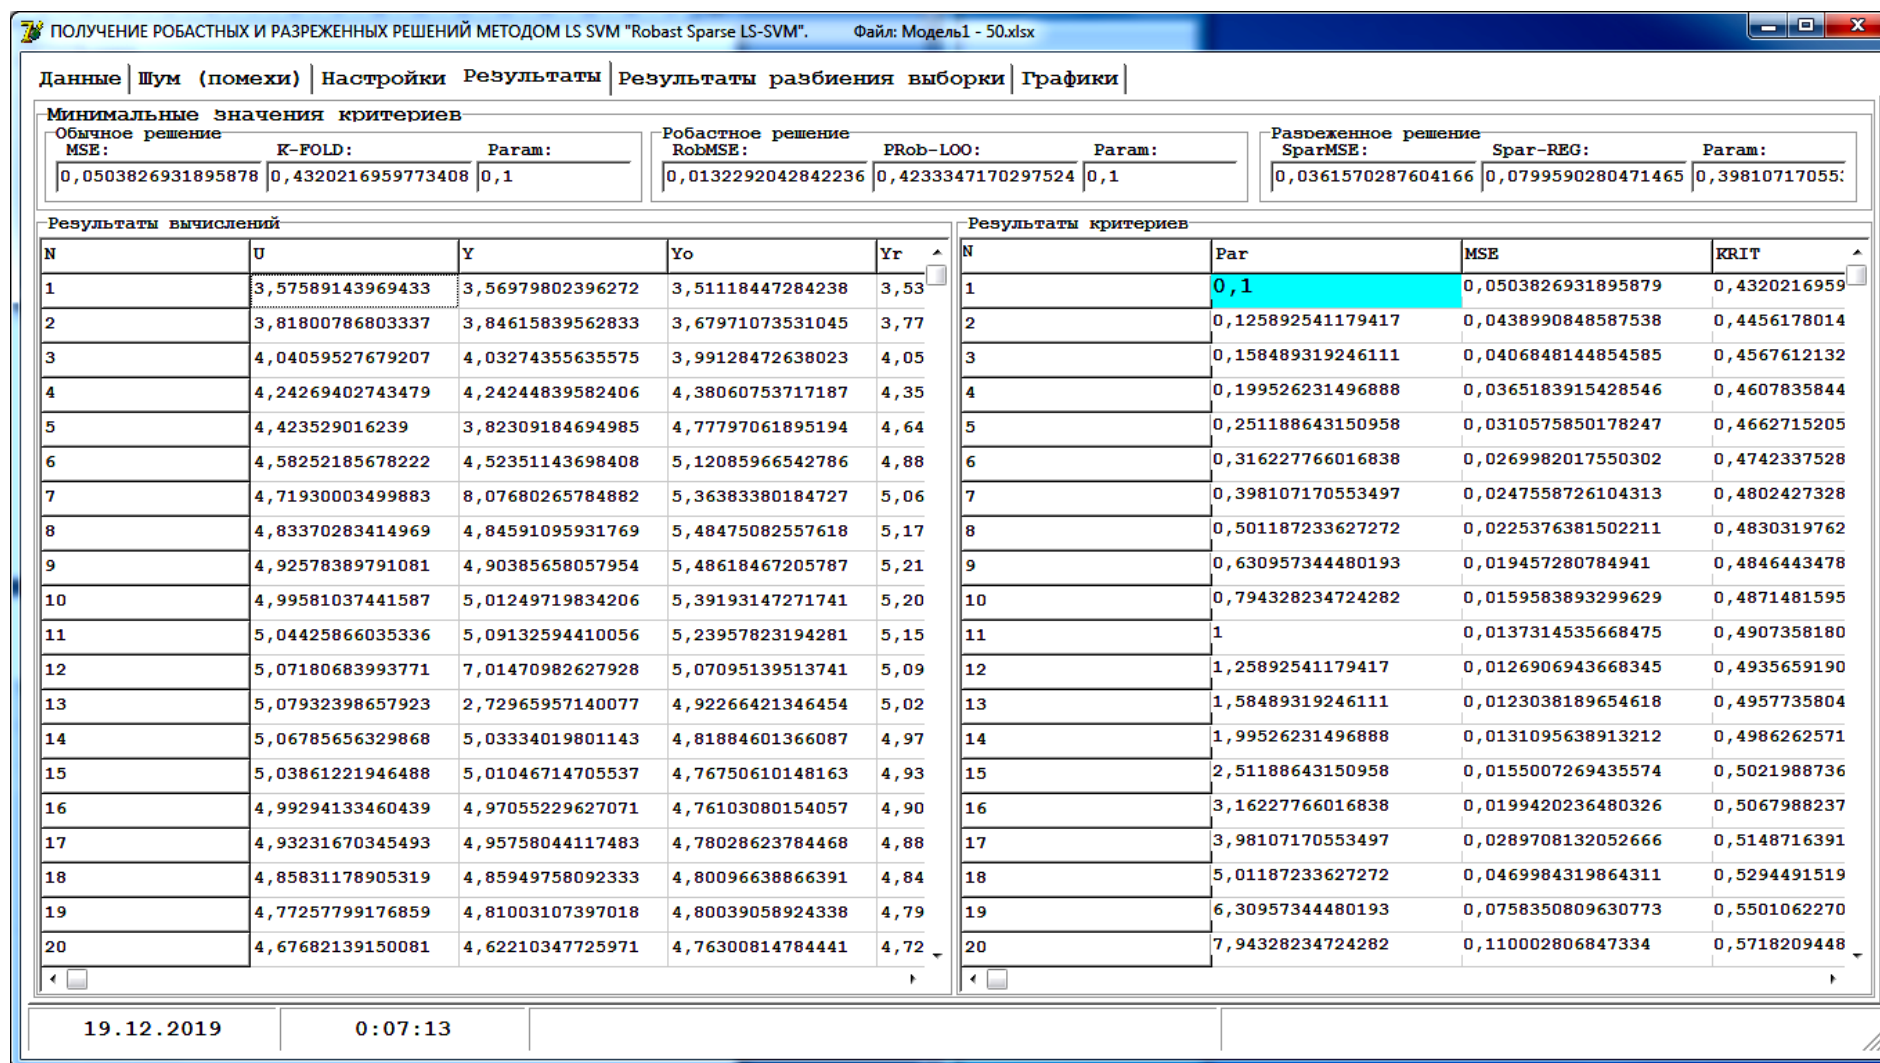 ПОЛУЧЕНИЕ РОБАСТНЫХ И РАЗРЕЖЕННЫХ РЕШЕНИЙ МЕТОДОМ LS SVM "Robast Sparse LS-SVM". Файл: Модель1 - 50.xlsx
Данные Шум (помехи) Настройки Результаты Результаты разбиения выборки Графики
Минимальные значения критериев
Обычное решение Робастное решение Разреженное решение
MSE: K-FOLD: Param: RobMSE: PRob-LOO: Param: SparMSE: Spar-REG: Param:
0,0503826931895878 0,4320216959773408 0,1 0,0132292042842236 0,4233347170297524 0,1 0,0361570287604166 0,0799590280471465 0,39810717055
Результаты вычислений Результаты критериев
N U Y Yo Yr N Par MSE KRIT
1 3,57589143969433 3,56979802396272 3,51118447284238 3,53 1 0,1 0,0503826931895879 0,4320216959
2 3,81800786803337 3,84615839562833 3,67971073531045 3,77 2 0,125892541179417 0,0438990848587538 0,4456178014
3 4,04059527679207 4,03274355635575 3,99128472638023 4,05 3 0,158489319246111 0,0406848144854585 0,4567612132
4 4,24269402743479 4,24244839582406 4,38060753717187 4,35 4 0,199526231496888 0,0365183915428546 0,4607835844
5 4,423529016239 3,82309184694985 4,77797061895194 4,64 5 0,251188643150958 0,0310575850178247 0,4662715205
6 4,58252185678222 4,52351143698408 5,12085966542786 4,88 6 0,316227766016838 0,0269982017550302 0,4742337528
7 4,71930003499883 8,07680265784882 5,36383380184727 5,06 7 0,398107170553497 0,0247558726104313 0,4802427328
8 4,83370283414969 4,84591095931769 5,48475082557618 5,17 8 0,501187233627272 0,0225376381502211 0,4830319762
9 4,92578389791081 4,90385658057954 5,48618467205787 5,21 9 0,630957344480193 0,019457280784941 0,4846443478
10 4,99581037441587 5,01249719834206 5,39193147271741 5,20 10 0,794328234724282 0,0159583893299629 0,4871481595
11 5,04425866035336 5,09132594410056 5,23957823194281 5,15 11 1 0,0137314535668475 0,4907358180
12 5,07180683993771 7,01470982627928 5,07095139513741 5,09 12 1,25892541179417 0,0126906943668345 0,4935659190
13 5,07932398657923 2,72965957140077 4,92266421346454 5,02 13 1,58489319246111 0,0123038189654618 0,4957735804
14 5,06785656329868 5,03334019801143 4,81884601366087 4,97 14 1,99526231496888 0,0131095638913212 0,4986262571
15 5,03861221946488 5,01046714705537 4,76750610148163 4,93 15 2,51188643150958 0,0155007269435574 0,5021988736
16 4,99294133460439 4,97055229627071 4,76103080154057 4,90 16 3,16227766016838 0,0199420236480326 0,5067988237
17 4,93231670345493 4,95758044117483 4,78028623784468 4,88 17 3,98107170553497 0,0289708132052666 0,5148716391
18 4,85831178905319 4,85949758092333 4,80096638866391 4,84 18 5,01187233627272 0,0469984319864311 0,5294491519
19 4,77257799176859 4,81003107397018 4,80039058924338 4,79 19 6,30957344480193 0,0758350809630773 0,5501062270
20 4,67682139150081 4,62210347725971 4,76300814784441 4,72 20 7,94328234724282 0,110002806847334 0,5718209448
19.12.2019 0:07:13